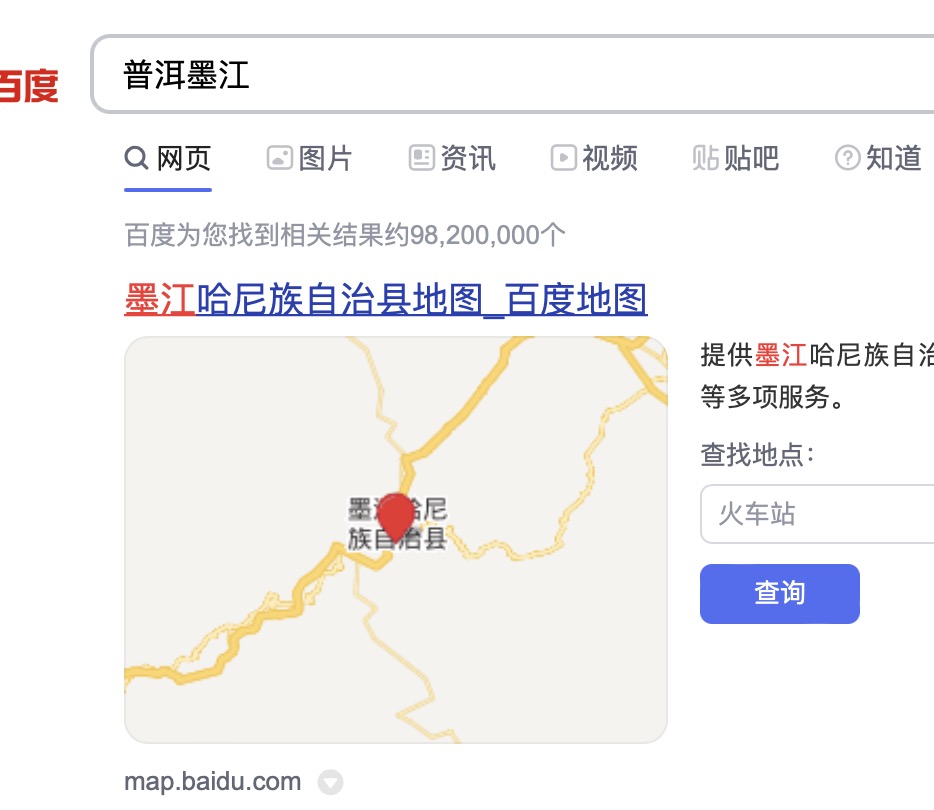 百度
普洱墨江
网页 图片 资讯 视频 贴贴吧 知道
百度为您找到相关结果约98,200,000个
墨江哈尼族自治县地图_百度地图
提供墨江哈尼族自治
等多项服务。
查找地点：
火车站
查询
墨江哈尼
族自治县
map.baidu.com